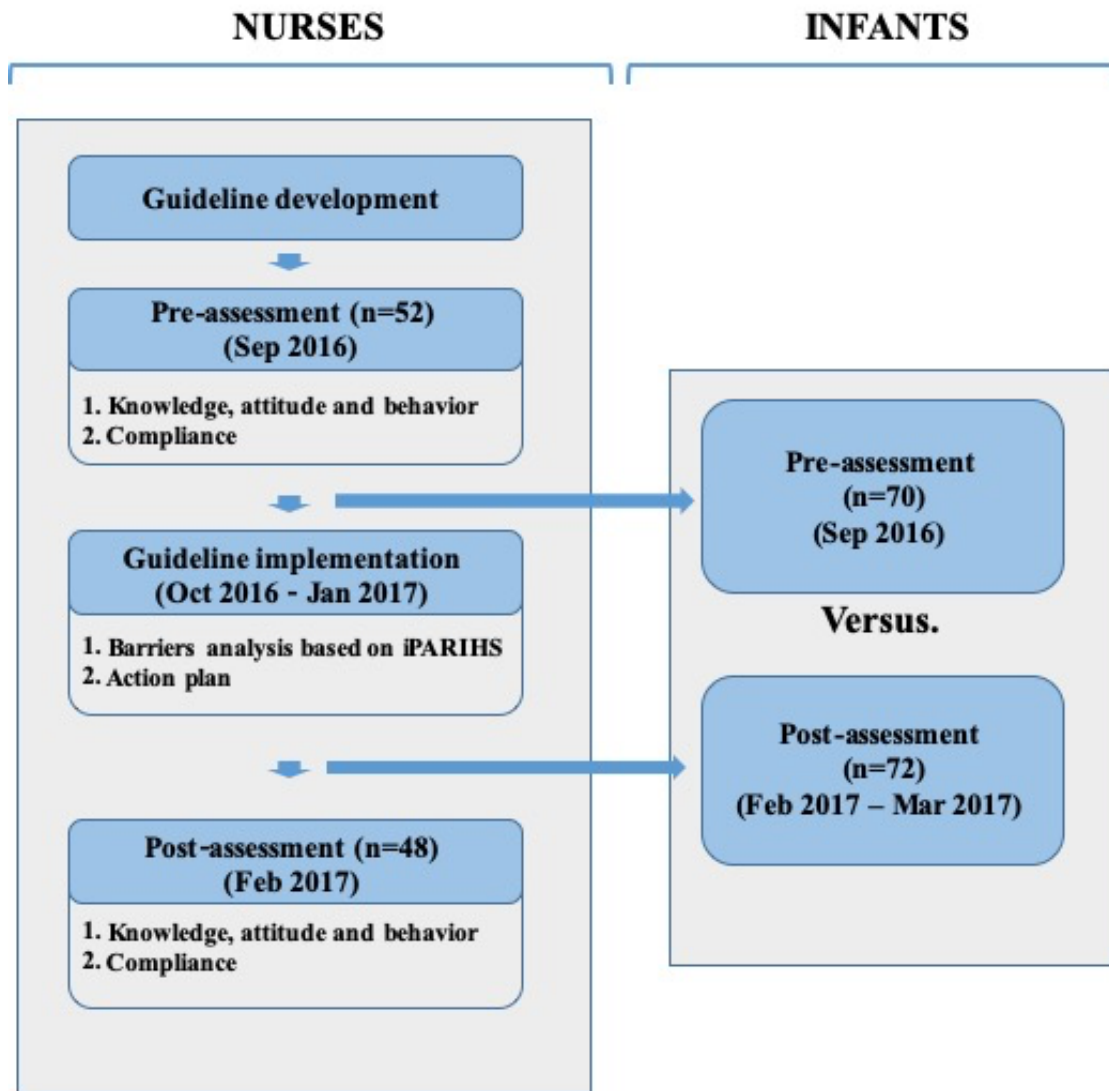 NURSES
INFANTS
Guideline development
Pre-assessment (n=52)
(Sep 2016)
1. Knowledge, attitude and behavior
2. Compliance
Guideline implementation
(Oct 2016 - Jan 2017)
1. Barriers analysis based on iPARIHS
2. Action plan
Post-assessment (n=48)
(Feb 2017)
1. Knowledge, attitude and behavior
2. Compliance
Pre-assessment
(n=70)
(Sep 2016)
Versus.
Post-assessment
(n=72)
(Feb 2017 – Mar 2017)